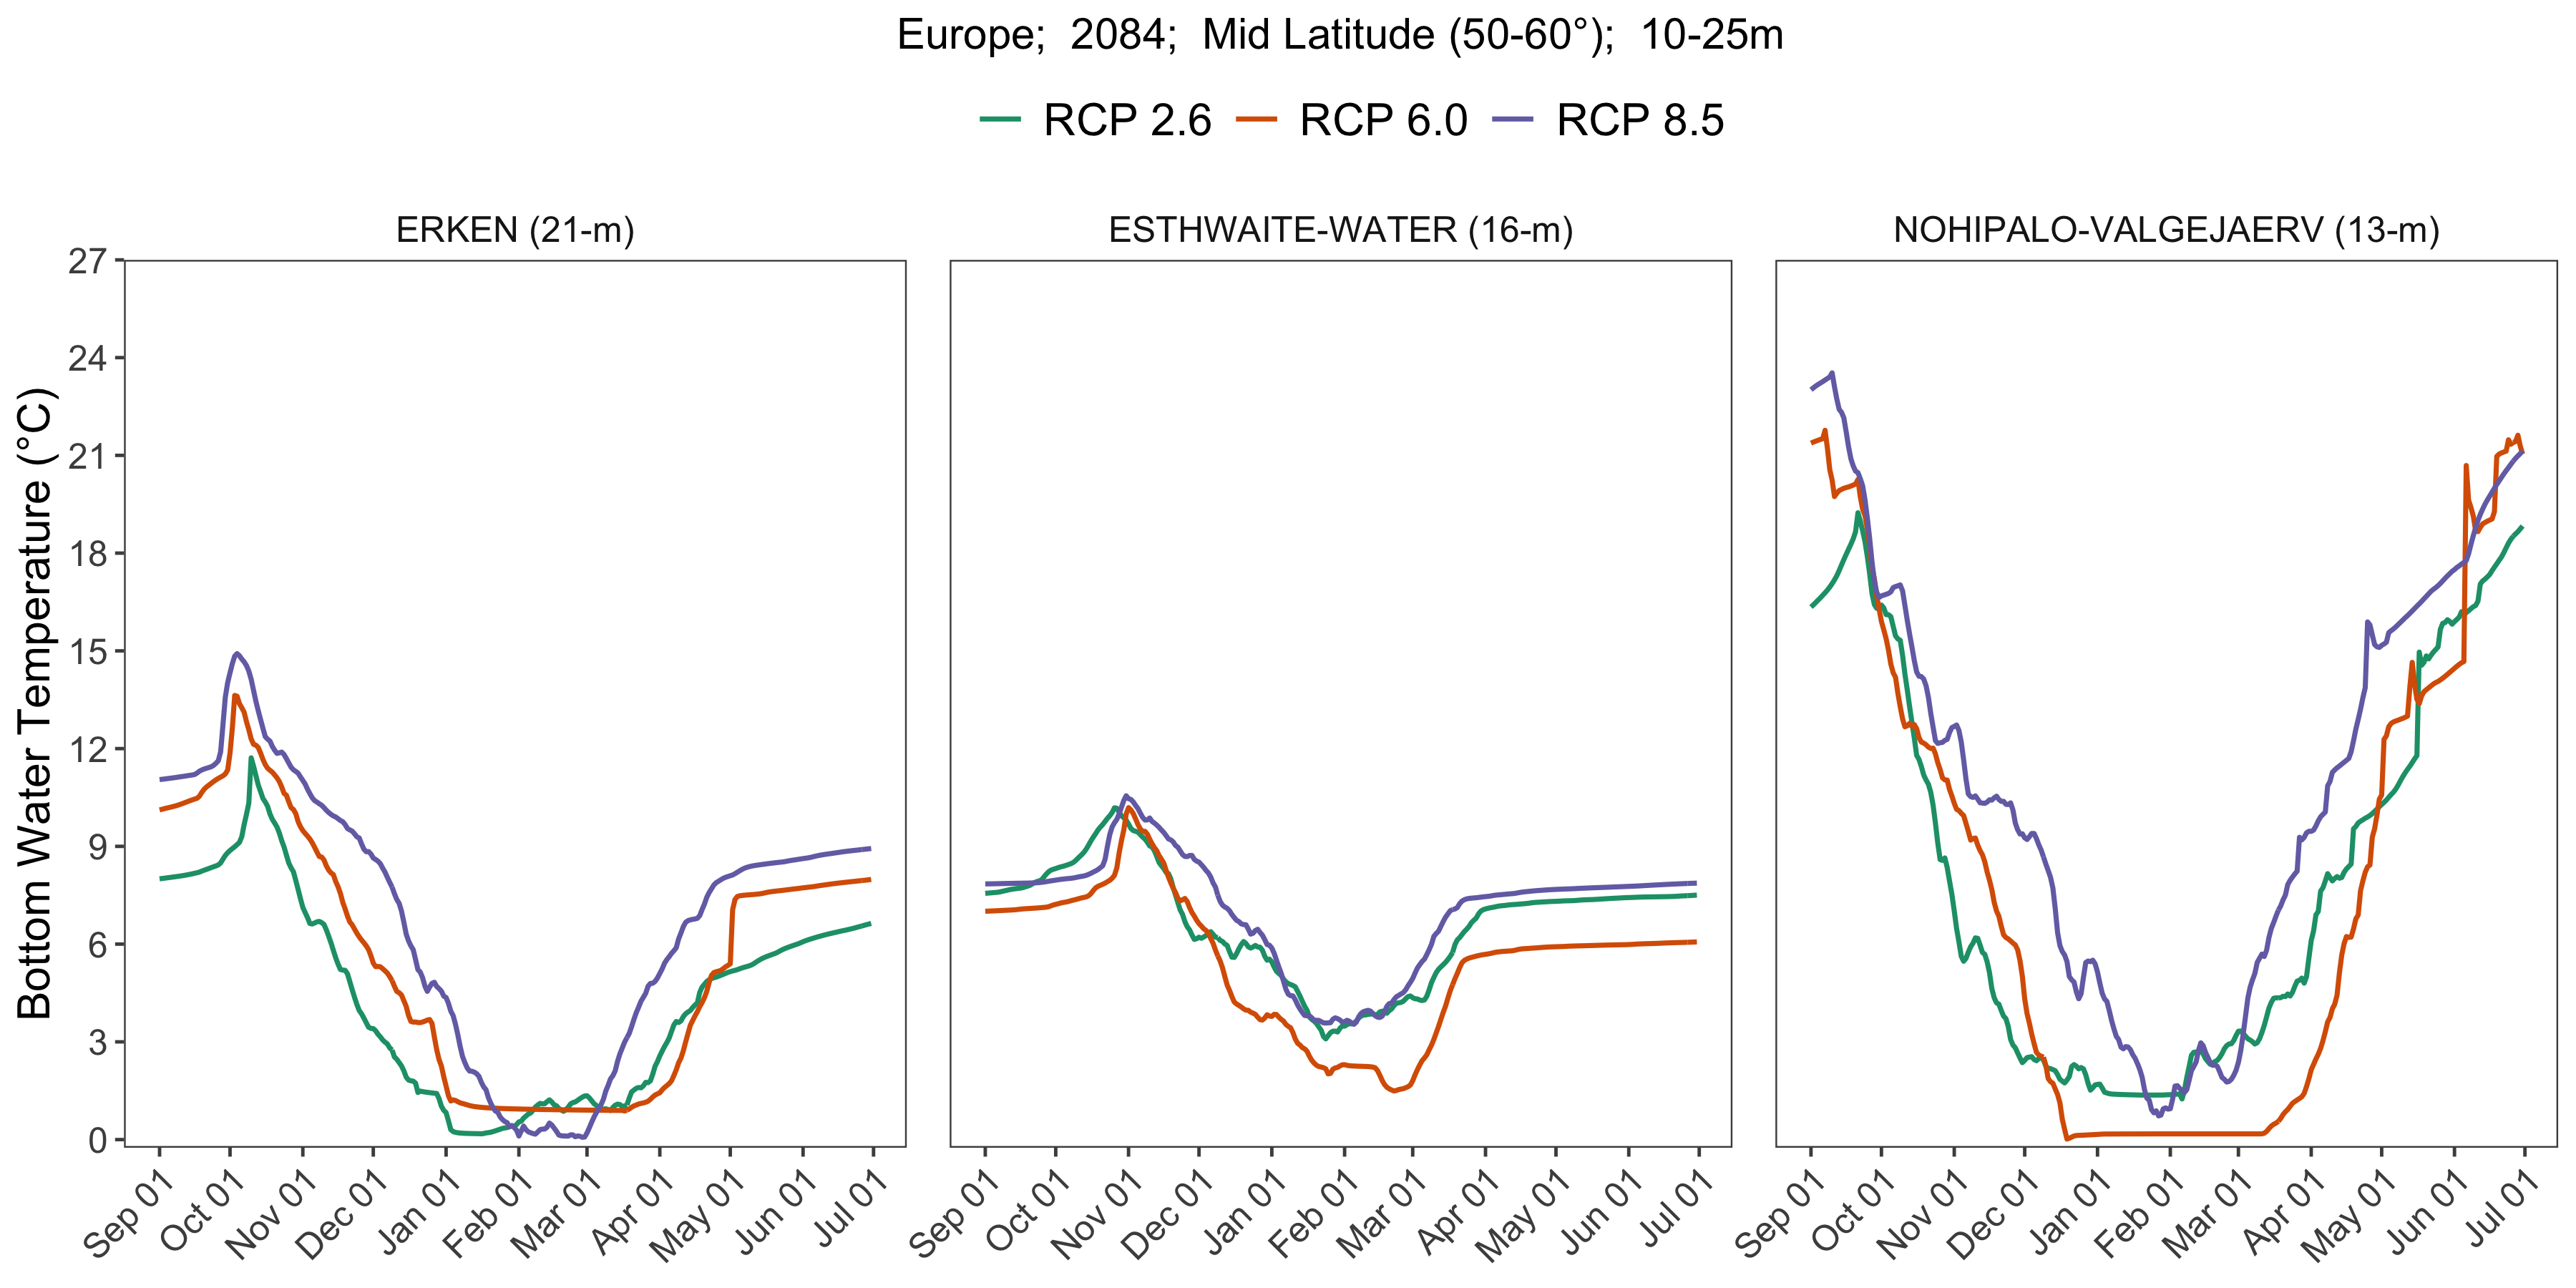 Europe;  2084;  Mid Latitude (50-60°);  10-25m
RCP 2.6 RCP 6.0 RCP 8.5
ERKEN (21-m) ESTHWAITE-WATER (16-m) NOHIPALO-VALGEJAERV (13-m)
Bottom Water Temperature (°C)
27
24
21
18
15
12
9
6
3
0
Sep 01 Oct 01 Nov 01 Dec 01 Jan 01 Feb 01 Mar 01 Apr 01 May 01 Jun 01 Jul 01
Sep 01 Oct 01 Nov 01 Dec 01 Jan 01 Feb 01 Mar 01 Apr 01 May 01 Jun 01 Jul 01
Sep 01 Oct 01 Nov 01 Dec 01 Jan 01 Feb 01 Mar 01 Apr 01 May 01 Jun 01 Jul 01